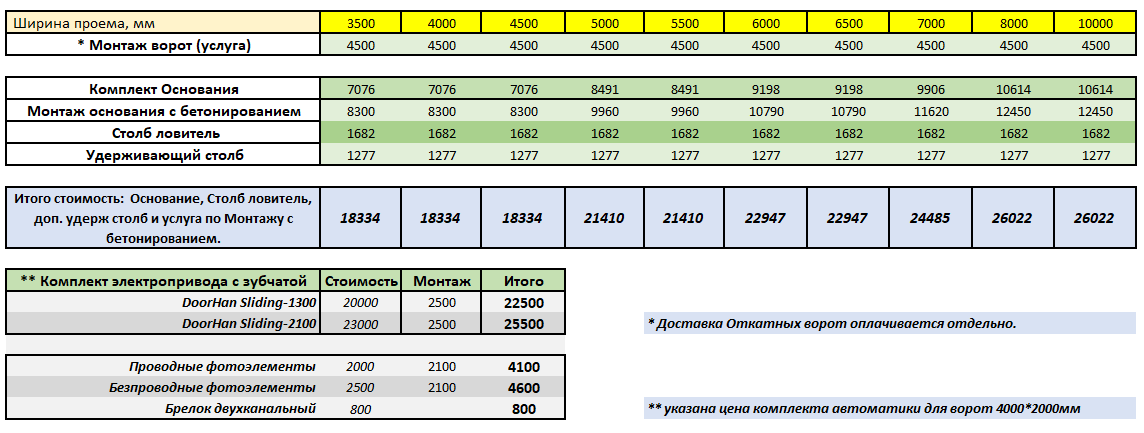 Ширина проема, мм 3500 4000 4500 5000 5500 6000 6500 7000 8000 10000
* Монтаж ворот (услуга) 4500 4500 4500 4500 4500 4500 4500 4500 4500 4500
Комплект Основания 7076 7076 7076 8491 8491 9198 9198 9906 10614 10614
Монтаж основания с бетонированием 8300 8300 8300 9960 9960 10790 10790 11620 12450 12450
Столб ловитель 1682 1682 1682 1682 1682 1682 1682 1682 1682 1682
Удерживающий столб 1277 1277 1277 1277 1277 1277 1277 1277 1277 1277
Итого стоимость: Основание, Столб ловитель,
доп. удерж столб и услуга по Монтажу с
бетонированием.
18334 18334 18334 21410 21410 22947 22947 24485 26022 26022
** Комплект электропривода с зубчатой Стоимость Монтаж Итого
DoorHan Sliding-1300 20000 2500 22500
DoorHan Sliding-2100 23000 2500 25500
* Доставка Откатных ворот оплачивается отдельно.
Проводные фотоэлементы 2000 2100 4100
Безпроводные фотоэлементы 2500 2100 4600
Брелок двухканальный 800 800
** указана цена комплекта автоматики для ворот 4000*2000мм